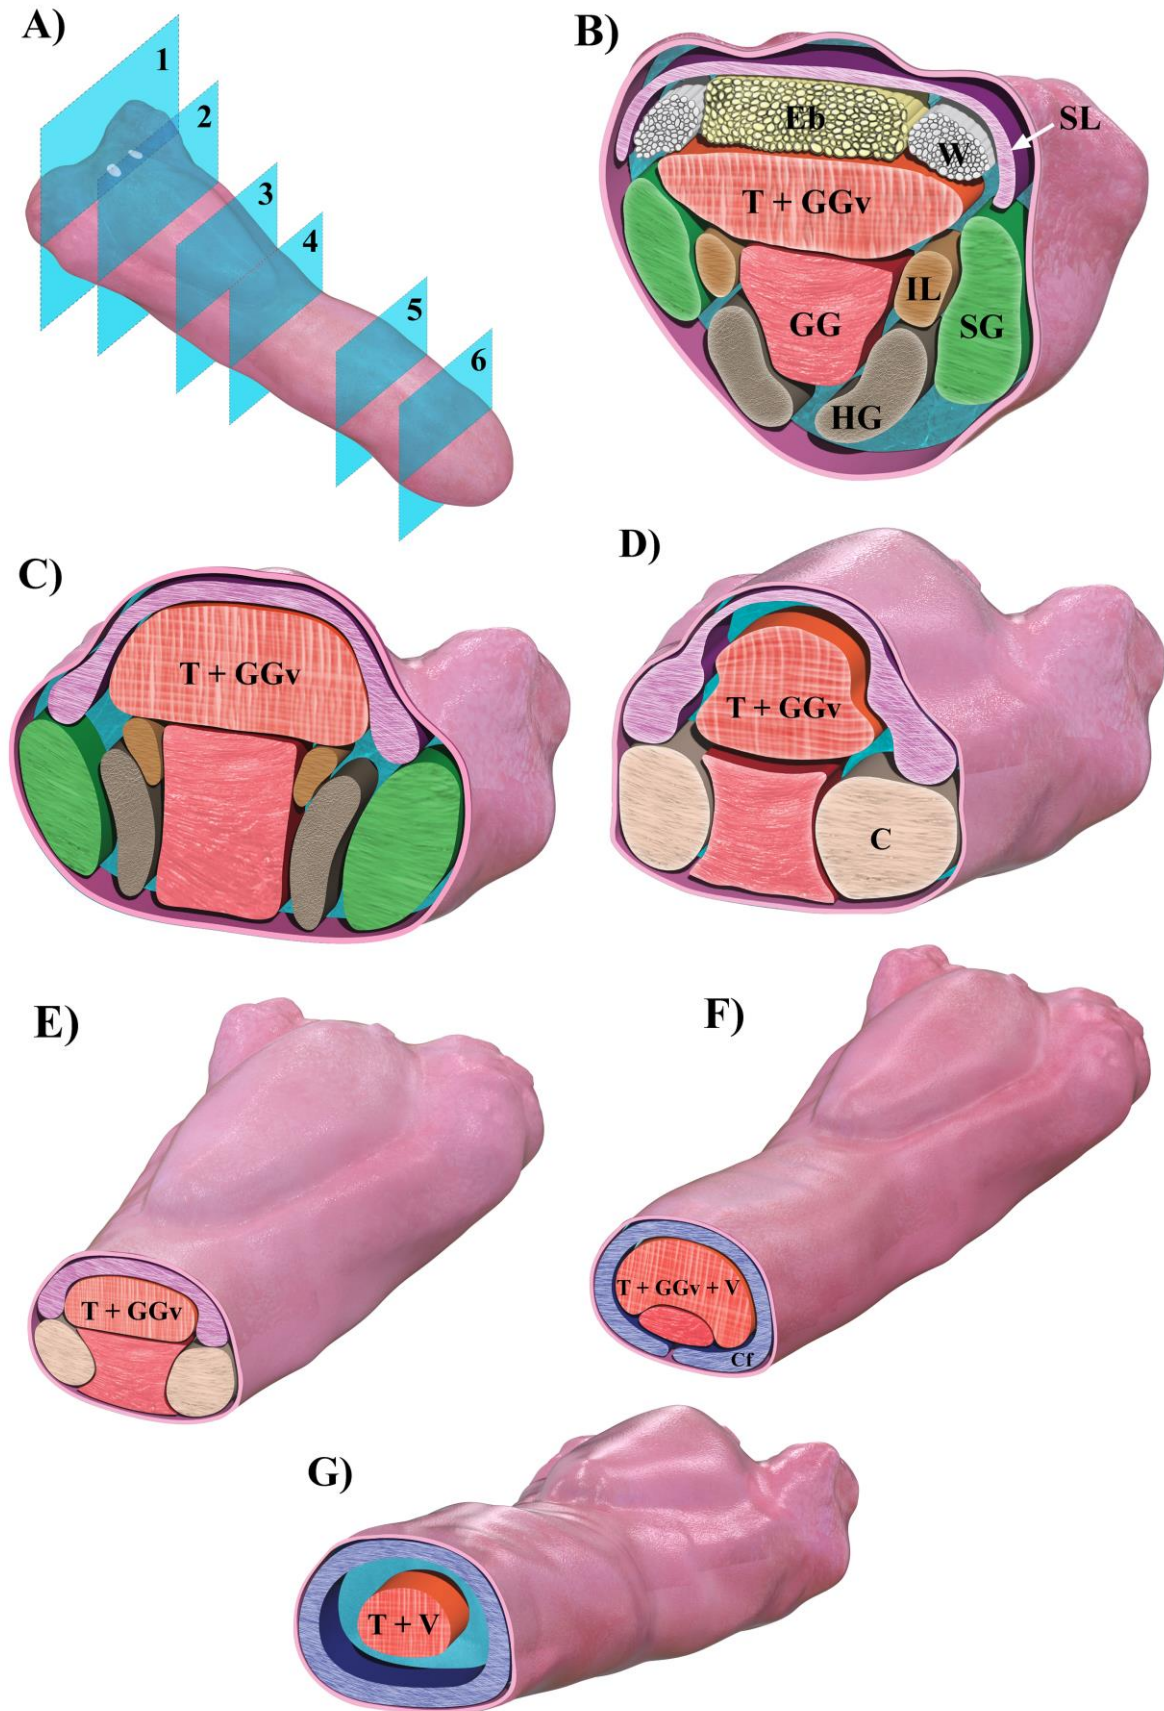 A)
1
2
3
4
5
6
B)
Eb
W
SL
T + GGv
IL
GG
SG
HG
C)
T + GGv
D)
T + GGv
C
E)
T + GGv
F)
T + GGv + V
Cf
G)
T + V